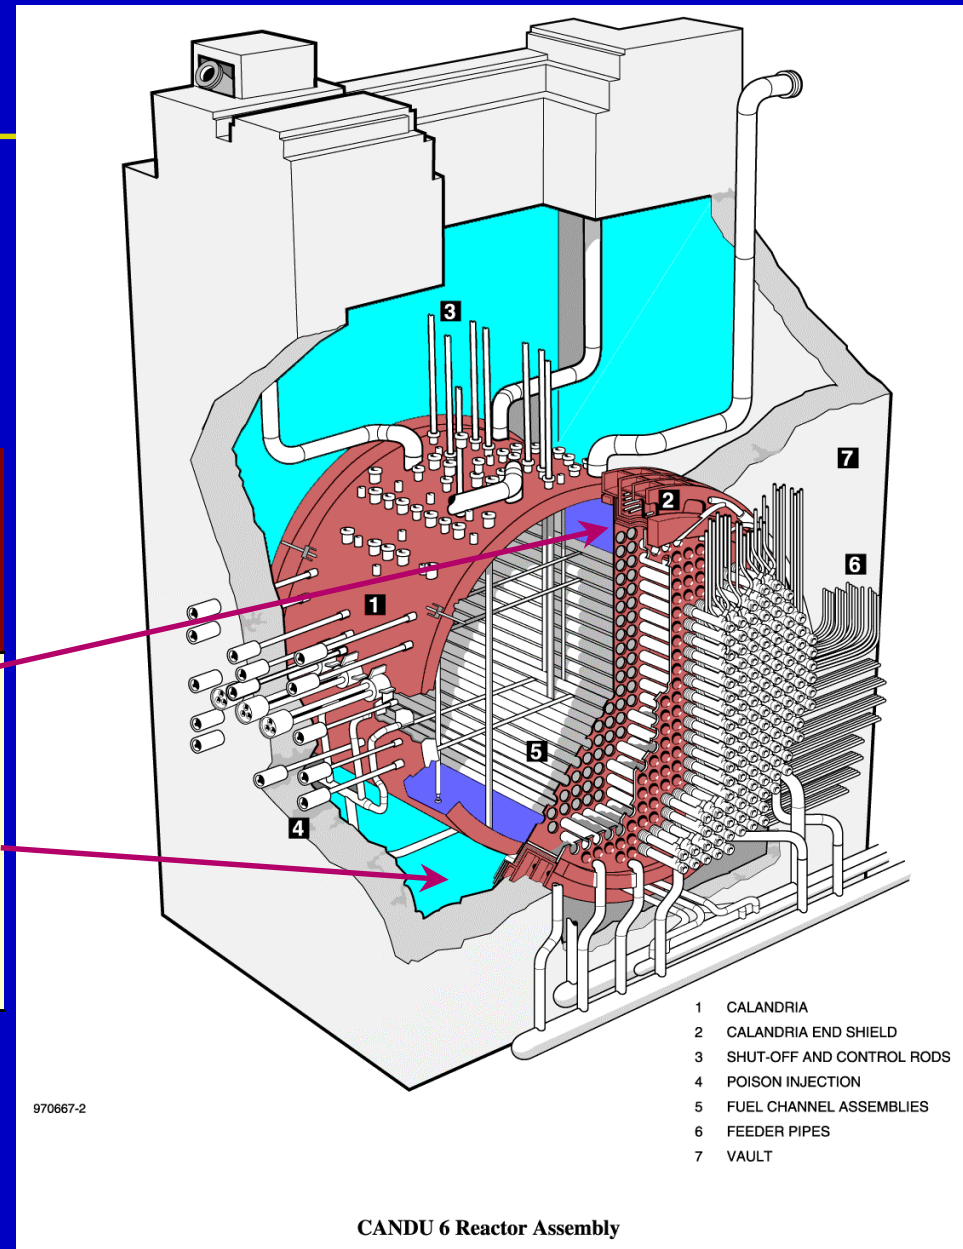 3
7
2
6
1
5
4
1 CALANDRIA
2 CALANDRIA END SHIELD
3 SHUT-OFF AND CONTROL RODS
4 POISON INJECTION
5 FUEL CHANNEL ASSEMBLIES
6 FEEDER PIPES
7 VAULT
970667-2
CANDU 6 Reactor Assembly